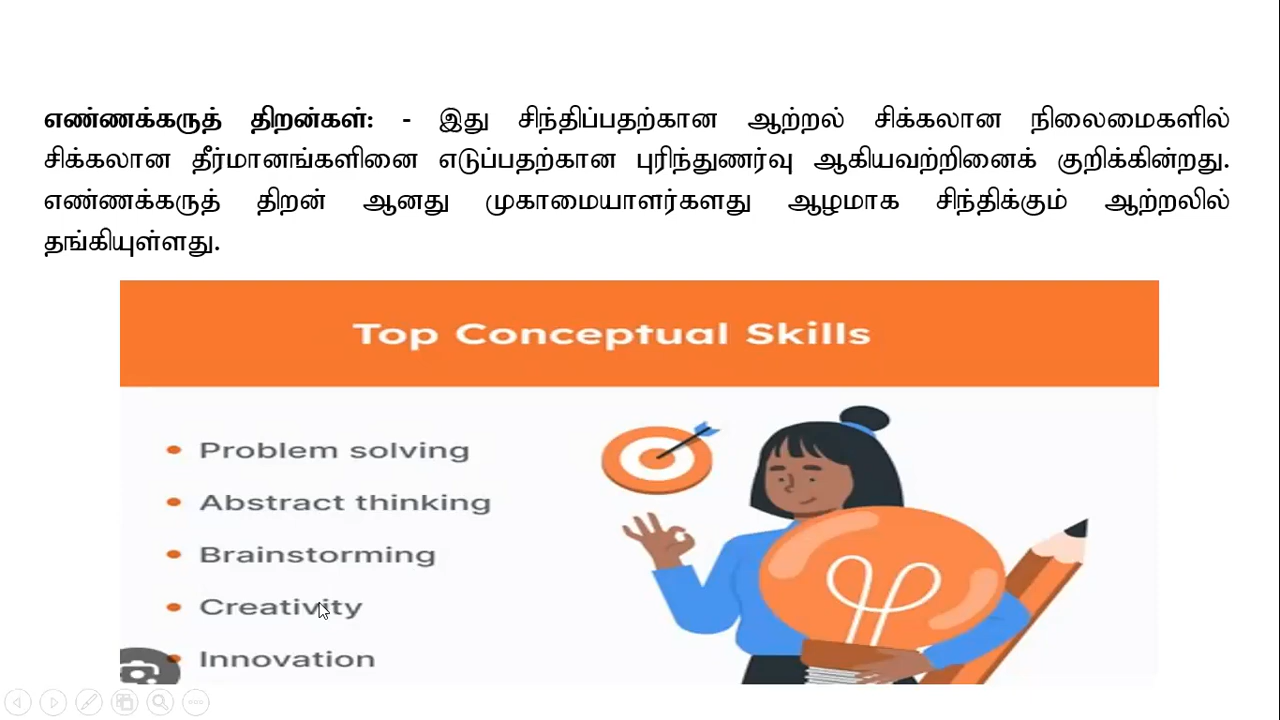 எண்ணக்கருத் திறன்கள்: - இது சிந்திப்பதற்கான ஆற்றல் சிக்கலான நிலைமைகளில்
சிக்கலான தீர்மானங்களினை எடுப்பதற்கான புரிந்துணர்வு ஆகியவற்றினைக் குறிக்கின்றது.
எண்ணக்கருத் திறன் ஆனது முகாமையாளர்களது ஆழமாக சிந்திக்கும் ஆற்றலில்
தங்கியுள்ளது.
Top Conceptual Skills
Problem solving
Abstract thinking
Brainstorming
Creativity
Innovation